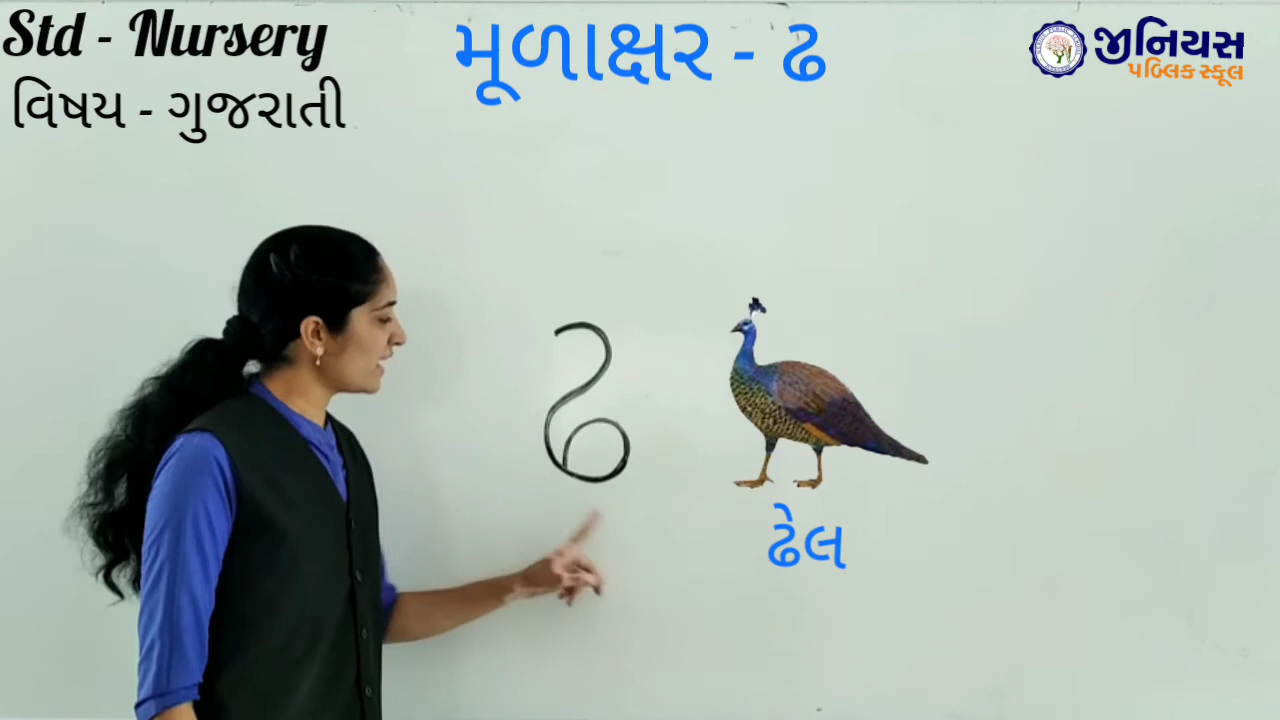 Std - Nursery
વિષય - ગુજરાતી
મૂળાક્ષર - ઢ
જીનિયસ
પબ્લિક સ્કૂલ
ઢ
ઢેલ